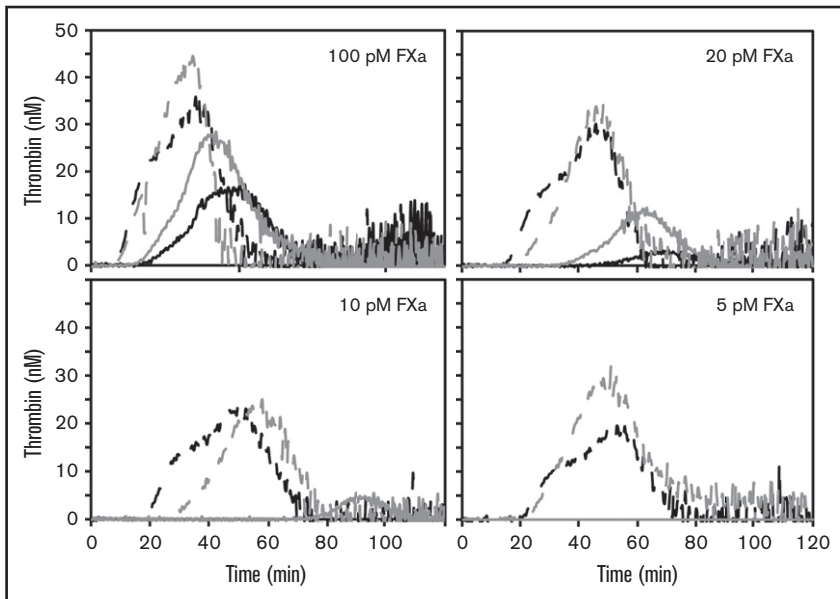 50
40
30
20
10
0
Thrombin (nM)
100 pM FXa
20 pM FXa
40
30
20
10
0
Thrombin (nM)
10 pM FXa
5 pM FXa
0 20 40 60 80 100
0 20 40 60 80 100 120
Time (min)
Time (min)